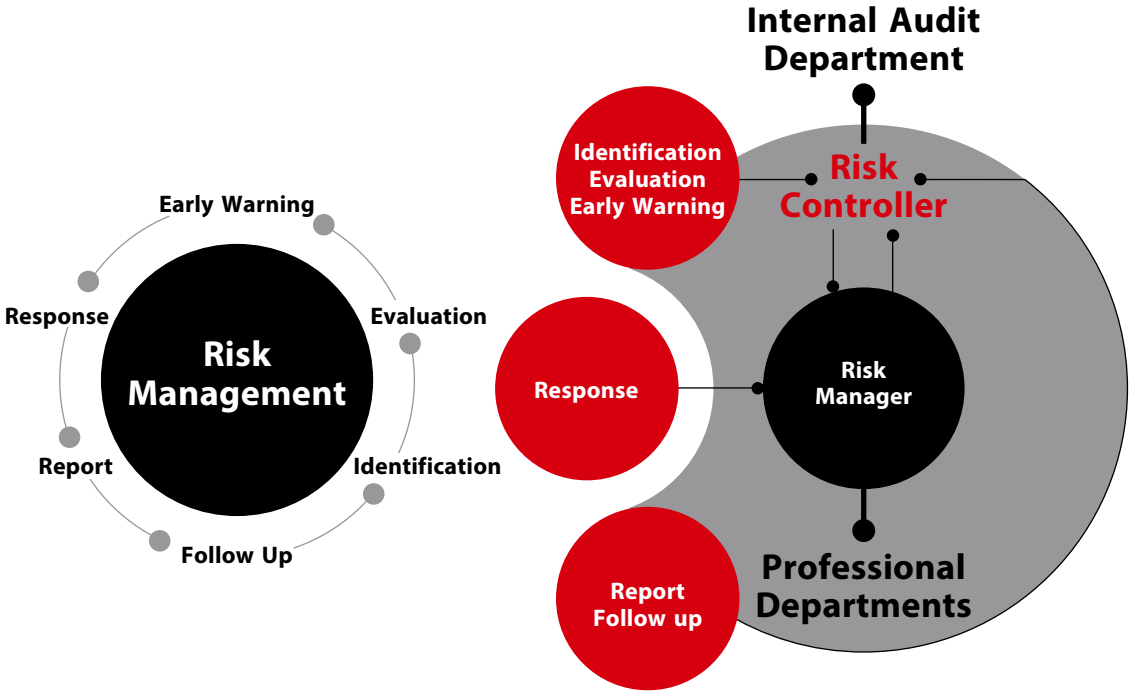 Early Warning
Response
Evaluation
Risk
Management
Report
Identification
Follow Up
Internal Audit
Department
Identification
Evaluation
Early Warning
Risk
Controller
Response
Risk
Manager
Report
Follow up
Professional
Departments